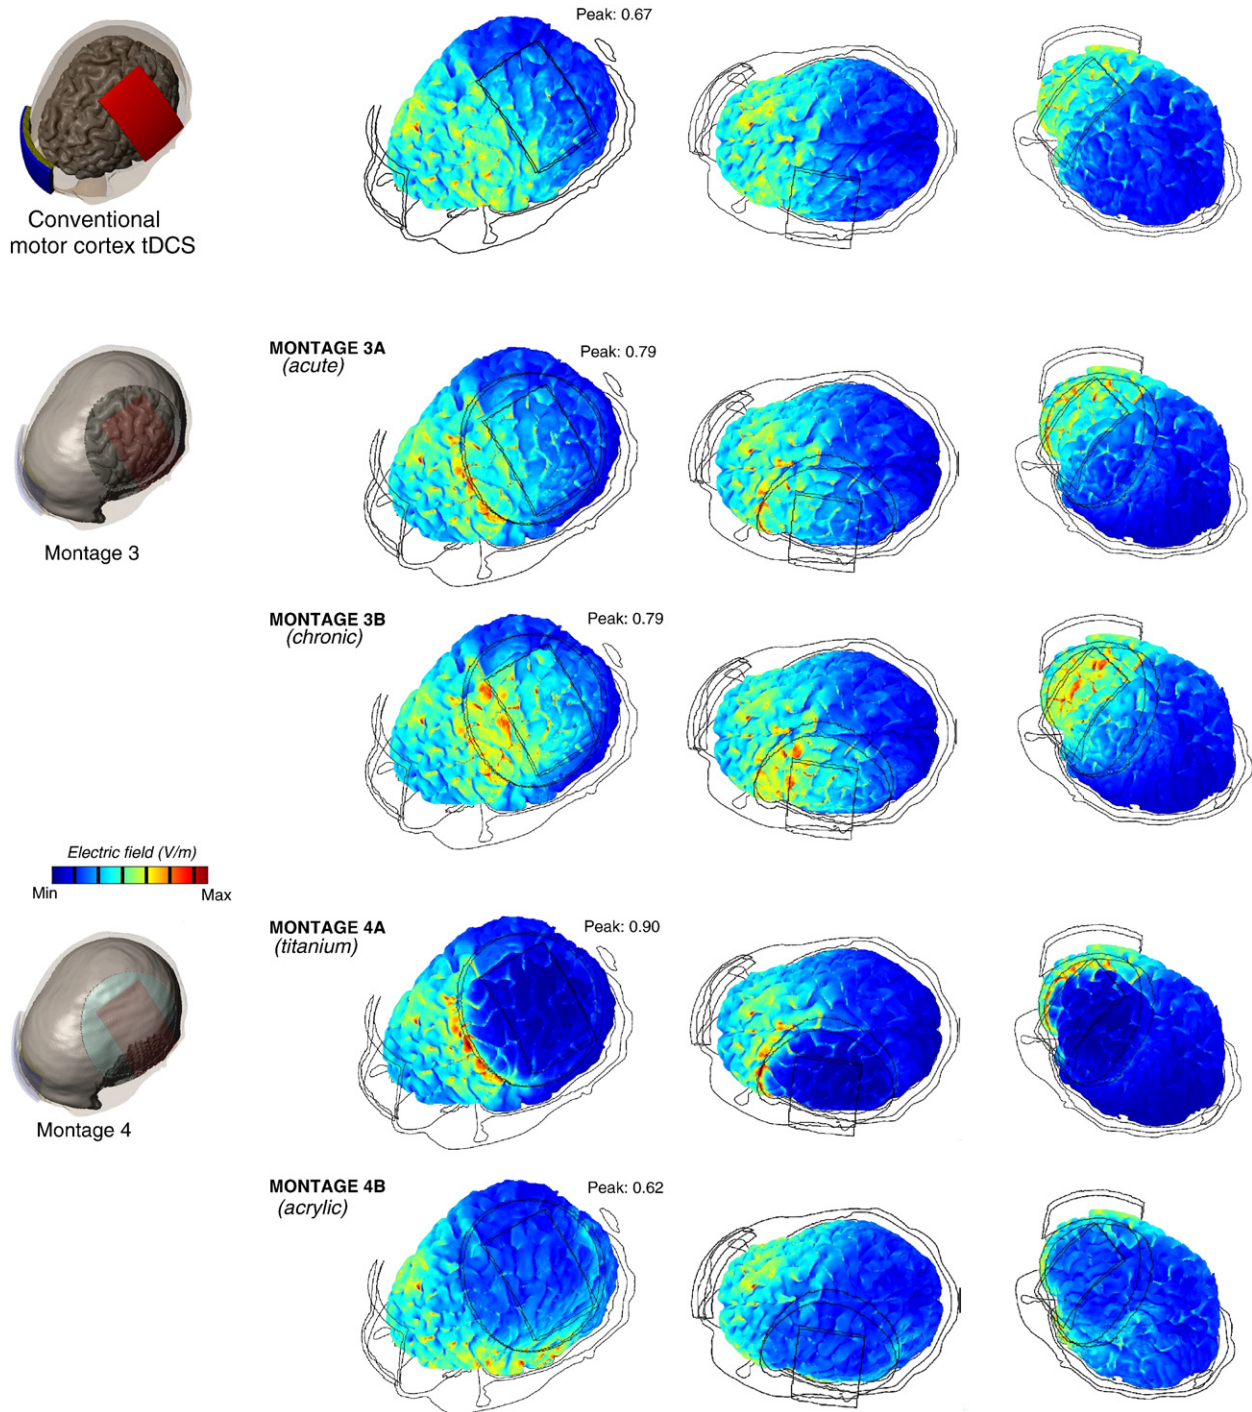 Peak: 0.67
Conventional
motor cortex tDCS
MONTAGE 3A
(acute)
Peak: 0.79
Montage 3
MONTAGE 3B
(chronic)
Peak: 0.79
Electric field (V/m)
Min
Max
MONTAGE 4A
(titanium)
Peak: 0.90
Montage 4
MONTAGE 4B
(acrylic)
Peak: 0.62